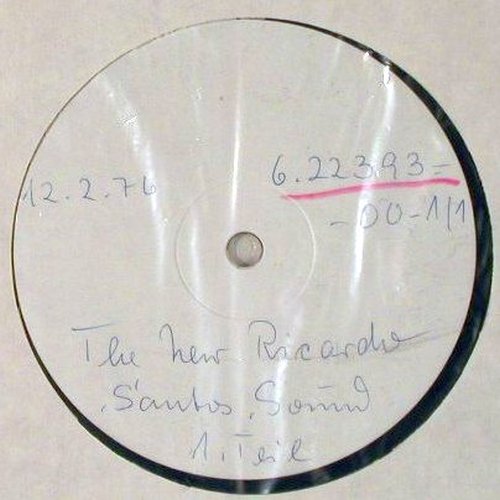 12.2.76
6.22393=
-00-1/1
The New Ricardo
Santos Sound
1. Teil